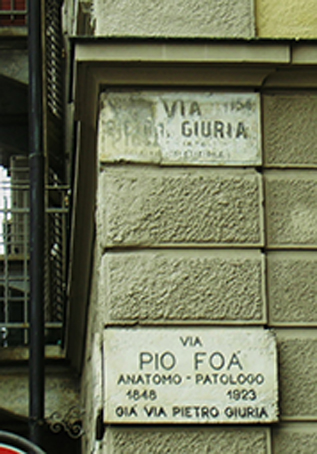 VIA
GIURIA
VIA
PIO FOÀ
ANATOMO - PATOLOGO
1848 1923
GIÀ VIA PIETRO GIURIA